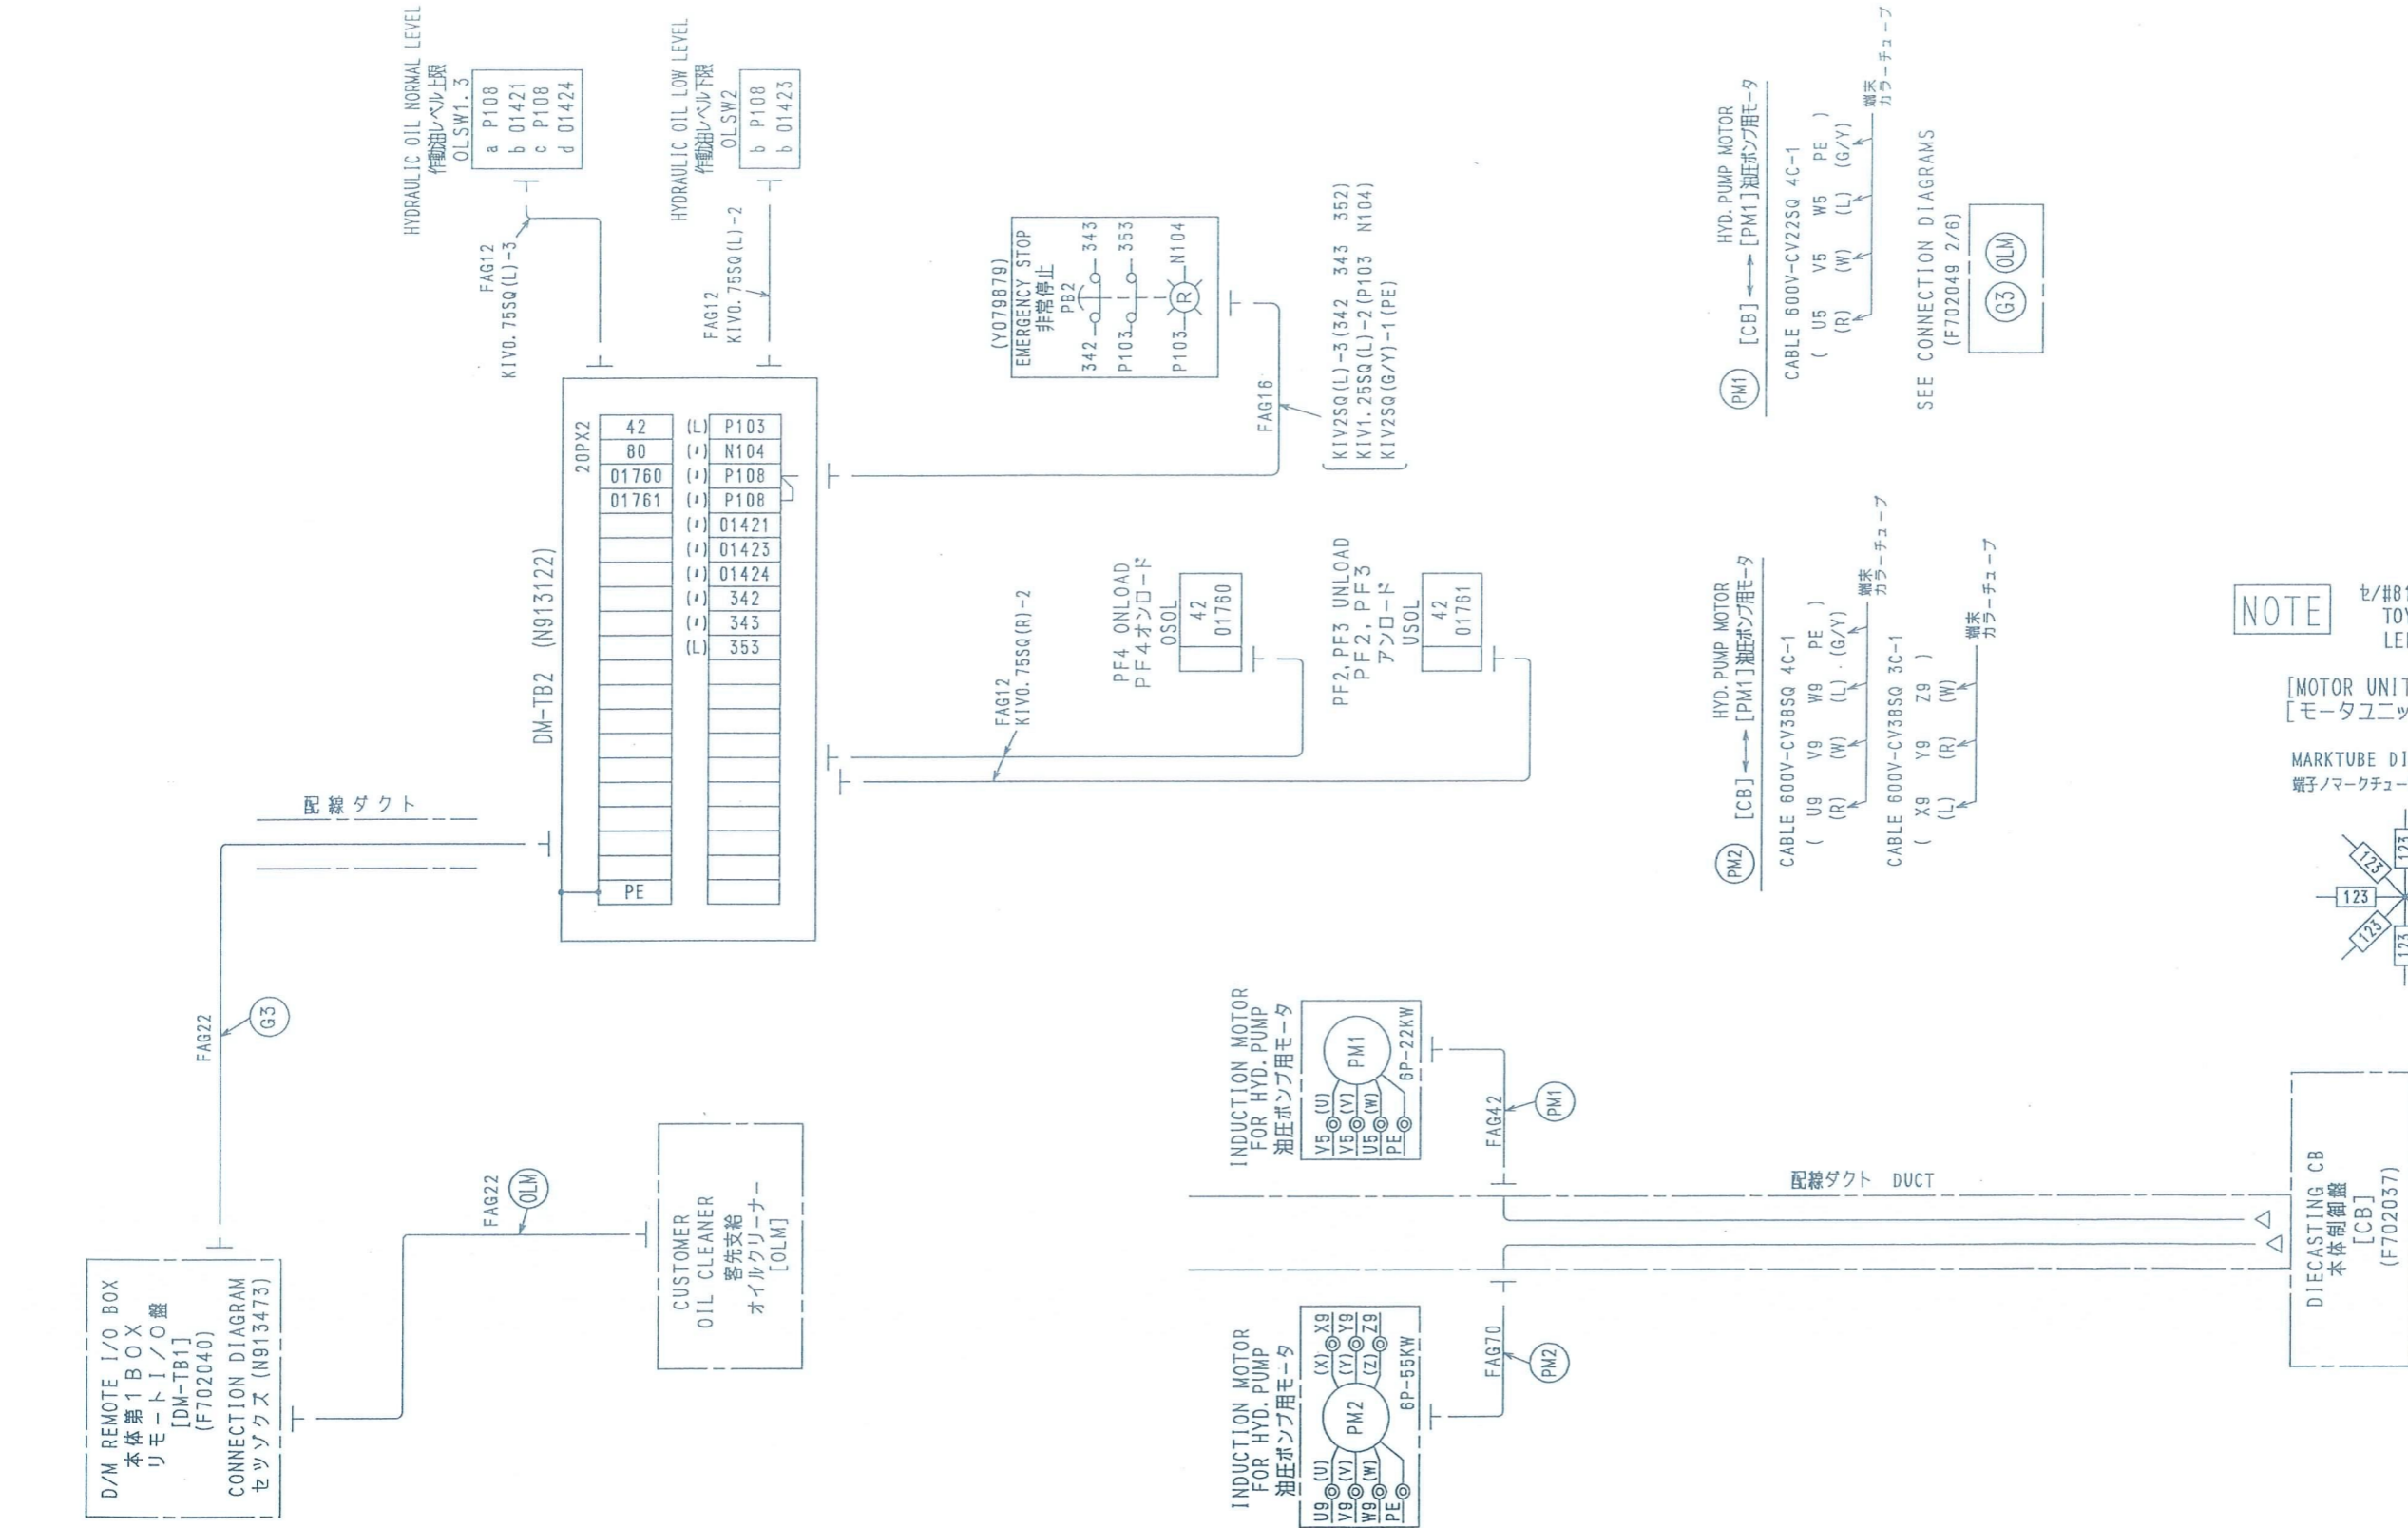 HYDRAULIC OIL NORMAL LEVEL
作動油レベル上限
OLSW1.3
a P108
b 01421
c P108
d 01424
FAG12
KIV0.75SQ(L)-3
HYDRAULIC OIL LOW LEVEL
作動油レベル下限
OLSW2
b P108
b 01423
FAG12
KIV0.75SQ(L)-2
DM-TB2 (N913122)
20PX2
42 (L) P103
80 (〃) N104
01760 (〃) P108
01761 (〃) P108
(〃) 01421
(〃) 01423
(〃) 01424
(〃) 342
(〃) 343
(L) 353
PE
配線ダクト
FAG22
G3
D/M REMOTE I/O BOX
本体第1BOX
リモートI/O盤
[DM-TB1]
(F702040)
CONNECTION DIAGRAM
セツゾクズ(N913473)
FAG22
OLM
CUSTOMER
OIL CLEANER
客先支給
オイルクリーナー
[OLM]
(Y079879)
EMERGENCY STOP
非常停止
PB2
342 343
P103 353
P103 R N104
FAG16
KIV2SQ(L)-3(342 343 352)
KIV1.25SQ(L)-2(P103 N104)
KIV2SQ(G/Y)-1(PE)
FAG12
KIV0.75SQ(R)-2
PF4 ONLOAD
PF4オンロード
OSOL
42
01760
PF2,PF3 UNLOAD
PF2,PF3
アンロード
USOL
42
01761
INDUCTION MOTOR
FOR HYD.PUMP
油圧ポンプ用モータ
V5 (U)
V5 (V)
U5 (W)
PE
PM1
6P-22KW
FAG42
PM1
INDUCTION MOTOR
FOR HYD.PUMP
油圧ポンプ用モータ
U9 (U) (X) X9
V9 (V) (Y) Y9
W9 (W) (Z) Z9
PE
PM2
6P-55KW
FAG70
PM2
配線ダクト DUCT
DIECASTING CB
本体制御盤
[CB]
(F702037)
PM1
HYD.PUMP MOTOR
[CB] [PM1]油圧ポンプ用モータ
CABLE 600V-CV22SQ 4C-1
( U5 V5 W5 PE )
(R) (W) (L) (G/Y)
端末
カラーチューブ
SEE CONNECTION DIAGRAMS
(F702049 2/6)
G3 OLM
PM2
HYD.PUMP MOTOR
[CB] [PM1]油圧ポンプ用モータ
CABLE 600V-CV38SQ 4C-1
( U9 V9 W9 PE )
(R) (W) (L) (G/Y)
端末
カラーチューブ
CABLE 600V-CV38SQ 3C-1
( X9 Y9 Z9 )
(L) (R) (W)
端末
カラーチューブ
NOTE
[MOTOR UNIT
MARKTUBE DI
端子ノマークチュー
123
123
123
123
123